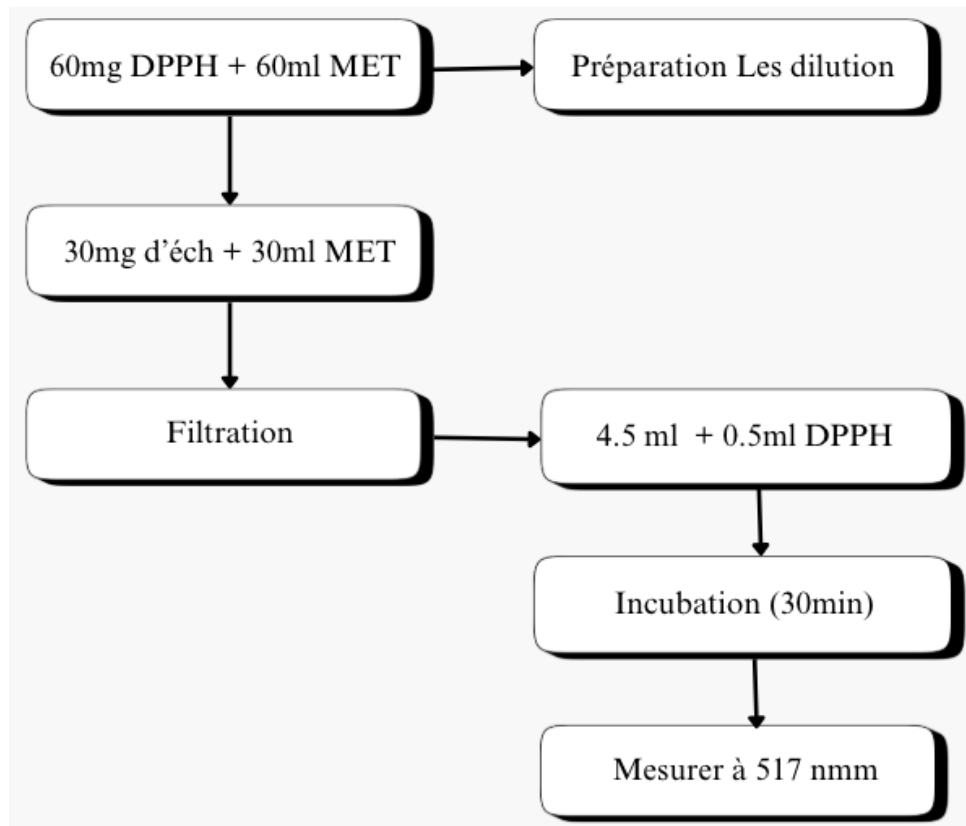 60mg DPPH + 60ml MET
Préparation Les dilution
30mg d'éch + 30ml MET
Filtration
4.5 ml + 0.5ml DPPH
Incubation (30min)
Mesurer à 517 nmm